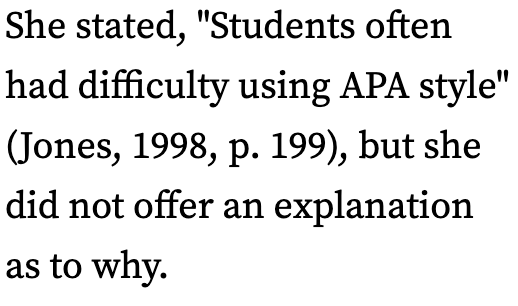 She stated, "Students often
had difficulty using APA style"
(Jones, 1998, p. 199), but she
did not offer an explanation
as to why.